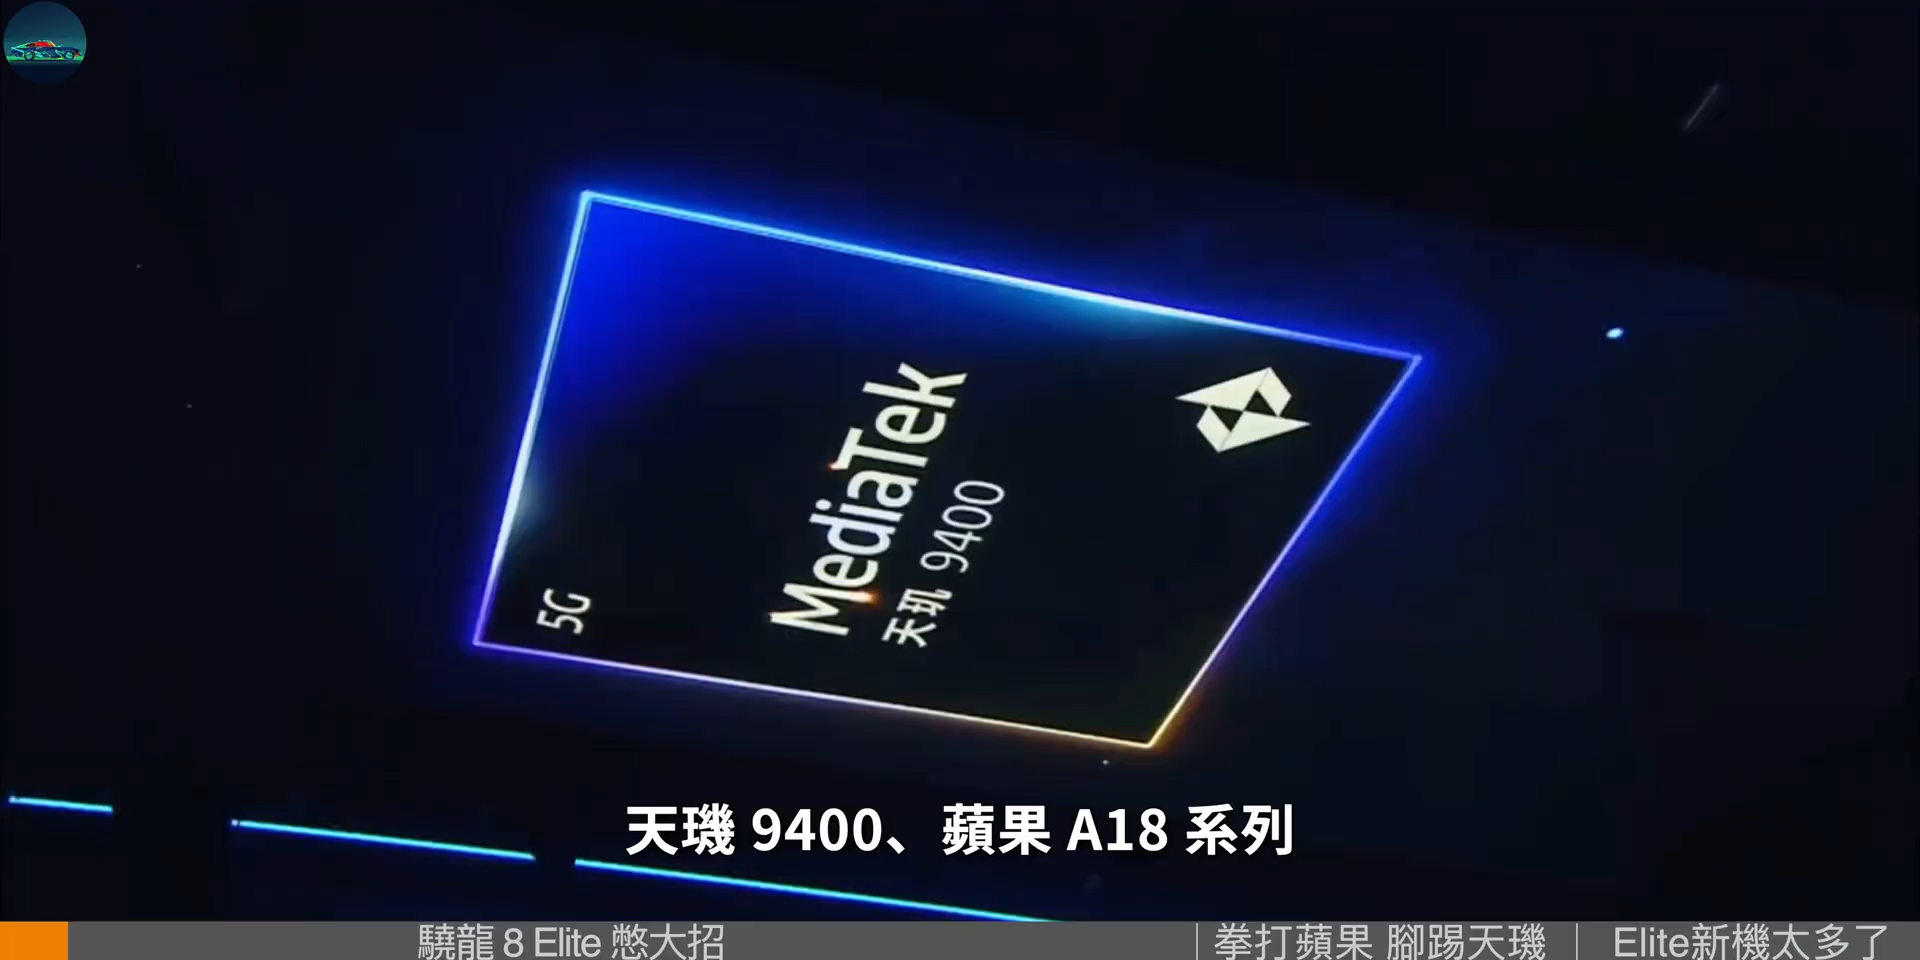 MediaTek
天玑 9400
5G
天璣 9400、蘋果 A18 系列
驍龍 8 Elite 憋大招
拳打蘋果 腳踢天璣
Elite新機太多了